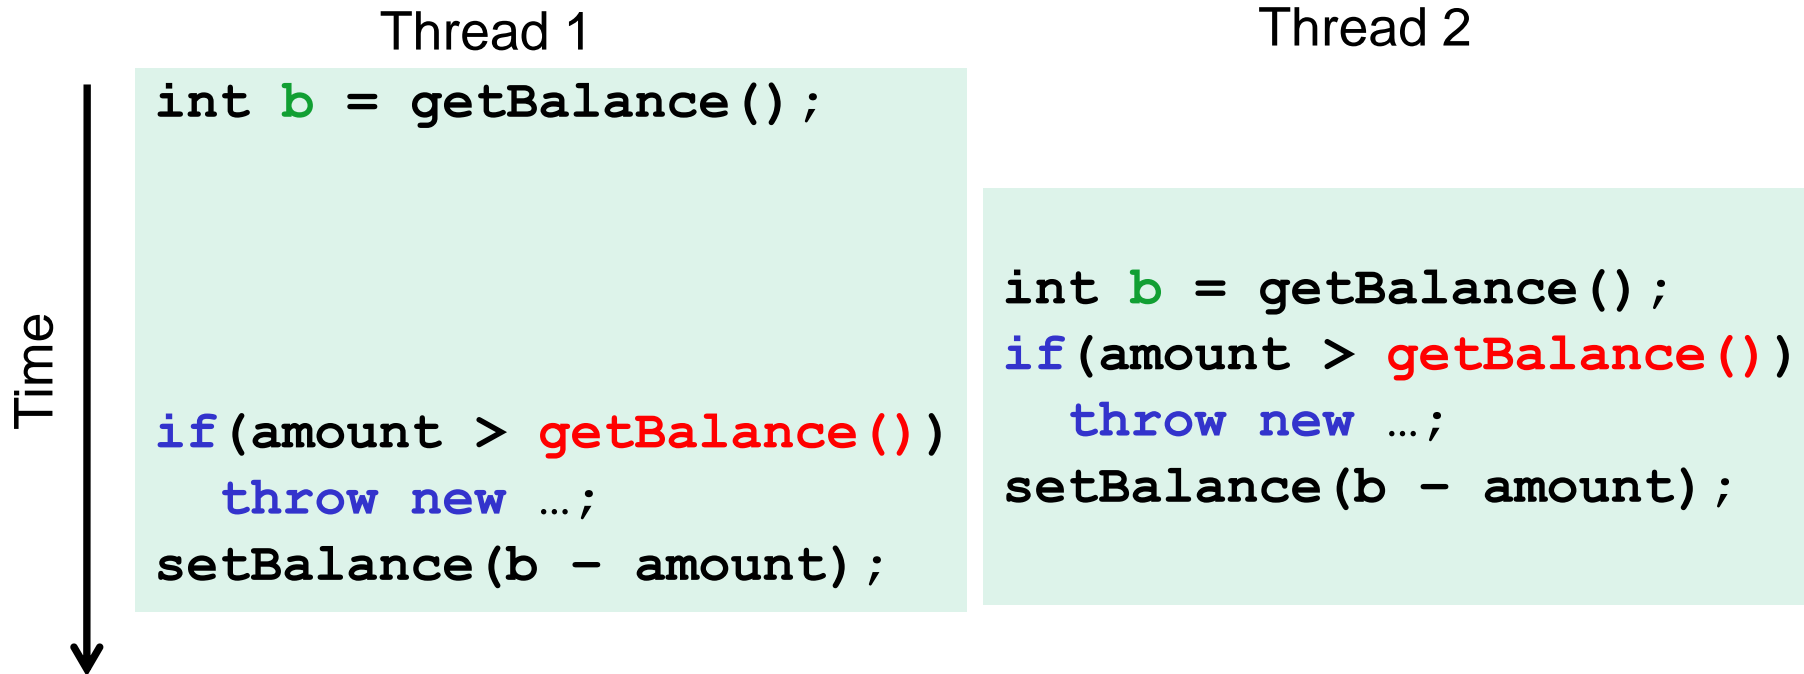 Thread 1
Thread 2
Time
int b = getBalance();
if(amount > getBalance())
throw new …;
setBalance(b – amount);
int b = getBalance();
if(amount > getBalance())
throw new …;
setBalance(b – amount);